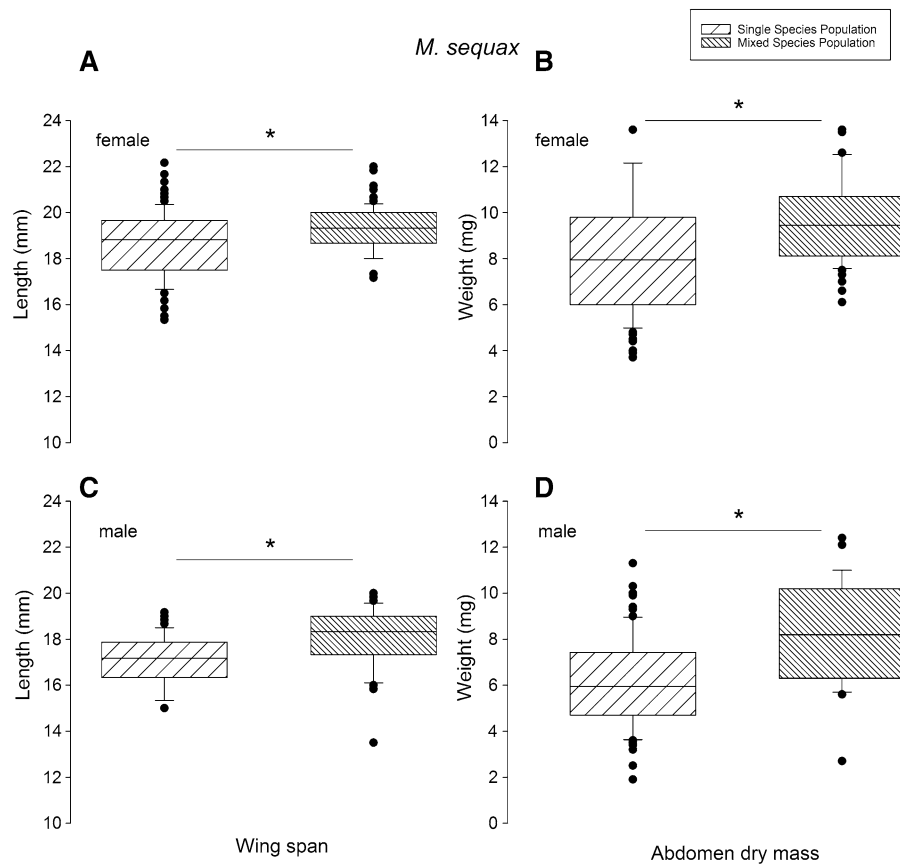 Single Species Population
Mixed Species Population
M. sequax
A
B
24
22
20
18
16
14
12
10
Length (mm)
female
*
14
12
10
8
6
4
2
0
Weight (mg)
female
*
C
D
24
22
20
18
16
14
12
10
Length (mm)
male
*
14
12
10
8
6
4
2
0
Weight (mg)
male
*
Wing span
Abdomen dry mass